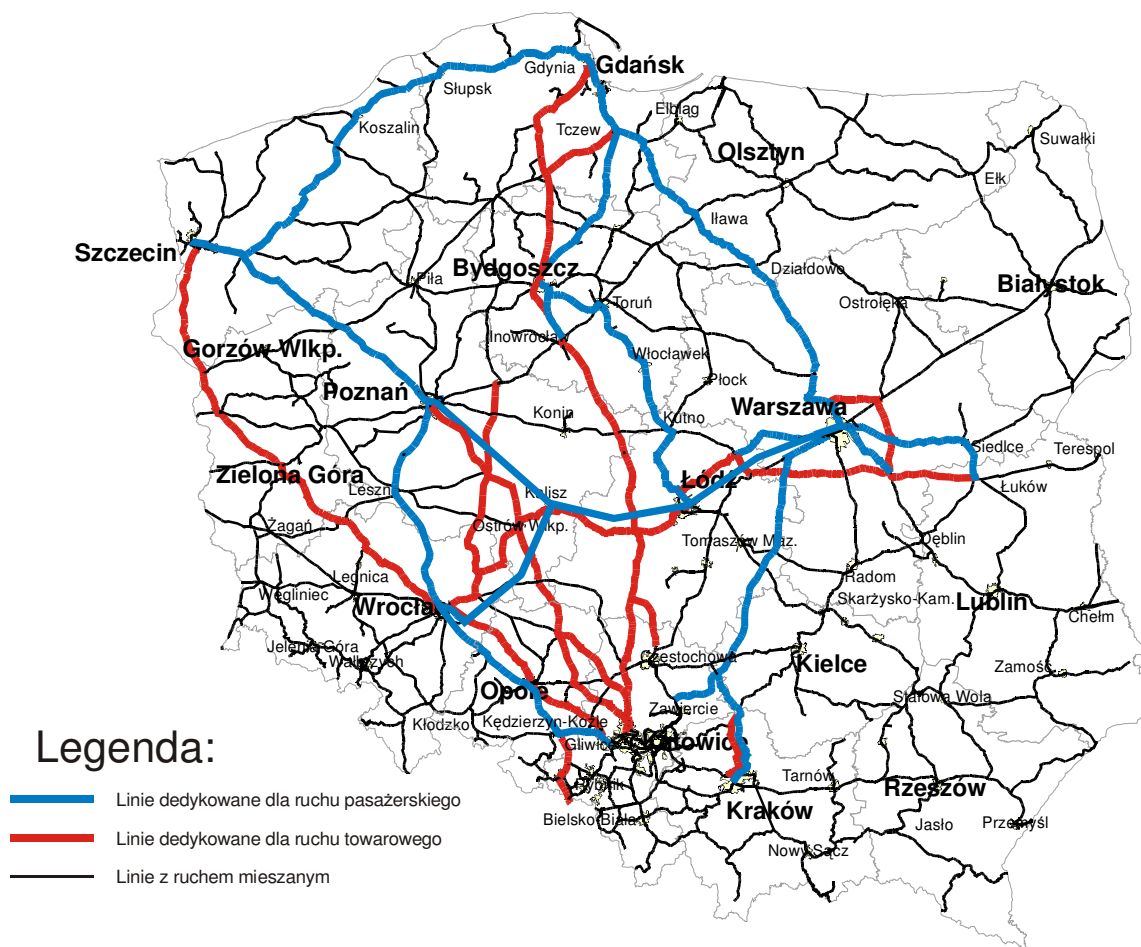 Gdynia
Gdańsk
Słupsk
Elbląg
Koszalin
Tczew
Suwałki
Olsztyn
Ełk
Iława
Szczecin
Bydgoszcz
Działdowo
Piła
Toruń
Ostrołęka
Białystok
Inowrocław
Gorzów Wlkp.
Włocławek
Płock
Poznań
Konin
Kutno
Warszawa
Siedlce
Terespol
Zielona Góra
Leszn
Kalisz
Łódź
Łuków
Żagań
Ostrów Wlkp.
Tomaszów Maz.
Dęblin
Legnica
Radom
Węgliniec
Wrocła
Skarżysko-Kam.
Lublin
Chełm
Jelenia Góra
Wałbrzych
Częstochowa
Kielce
Zamość
Opole
Stalowa Wola
Kłodzko
Kędzierzyn-Koźle
Zawiercie
Gliwice
Katowice
Rybnik
Tarnów
Rzeszów
Kraków
Bielsko-Biała
Jasło
Przemyśl
Nowy Sącz
Legenda:
Linie dedykowane dla ruchu pasażerskiego
Linie dedykowane dla ruchu towarowego
Linie z ruchem mieszanym